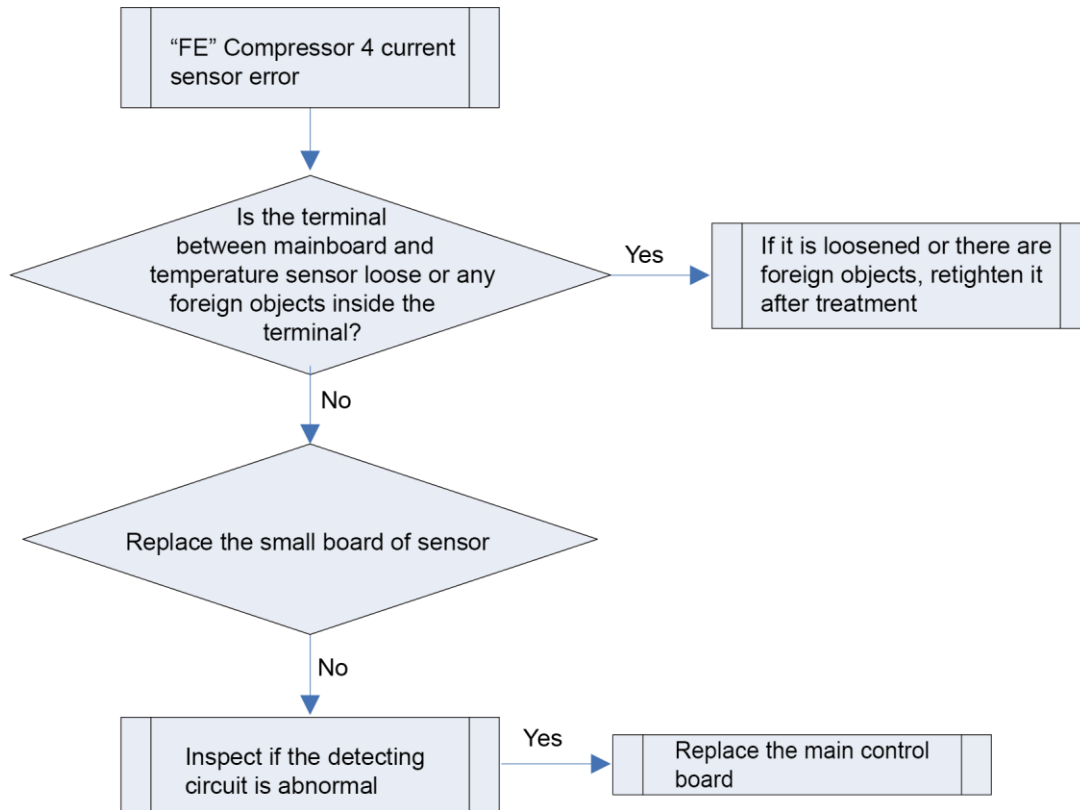 “FE” Compressor 4 current
sensor error
Is the terminal
between mainboard and
temperature sensor loose or any
foreign objects inside the
terminal?
Yes
If it is loosened or there are
foreign objects, retighten it
after treatment
No
Replace the small board of sensor
No
Inspect if the detecting
circuit is abnormal
Yes
Replace the main control
board